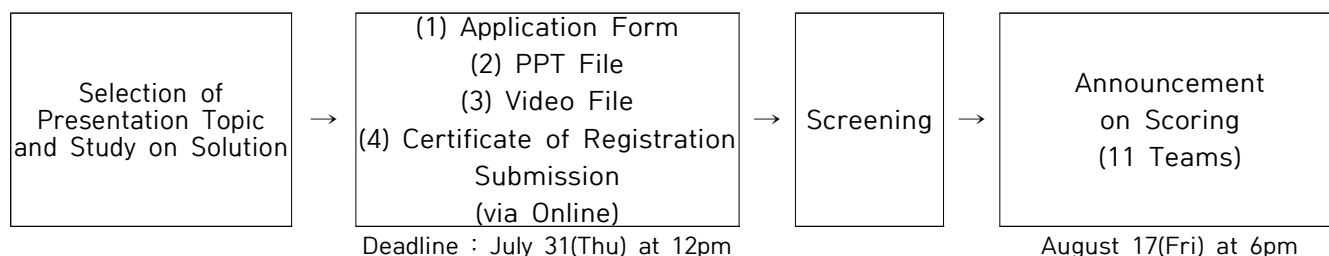 Selection of
Presentation Topic
and Study on Solution
→
(1) Application Form
(2) PPT File
(3) Video File
(4) Certificate of Registration
Submission
(via Online)
Deadline : July 31(Thu) at 12pm
→
Screening
→
Announcement
on Scoring
(11 Teams)
August 17(Fri) at 6pm